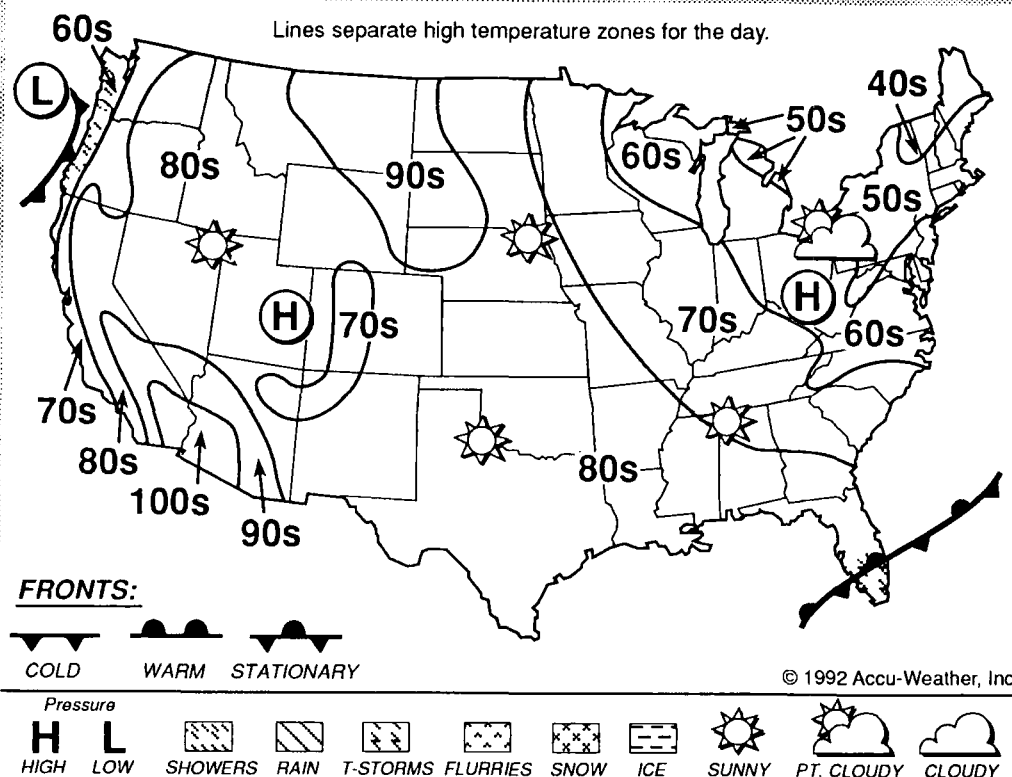 Lines separate high temperature zones for the day.
60s
L
40s
50s
80s
90s
60s
50s
H
70s
H
70s
60s
70s
80s
100s
90s
80s
FRONTS:
COLD WARM STATIONARY
© 1992 Accu-Weather, Inc
Pressure
H L
HIGH LOW SHOWERS RAIN T-STORMS FLURRIES SNOW ICE SUNNY PT. CLOUDY CLOUDY